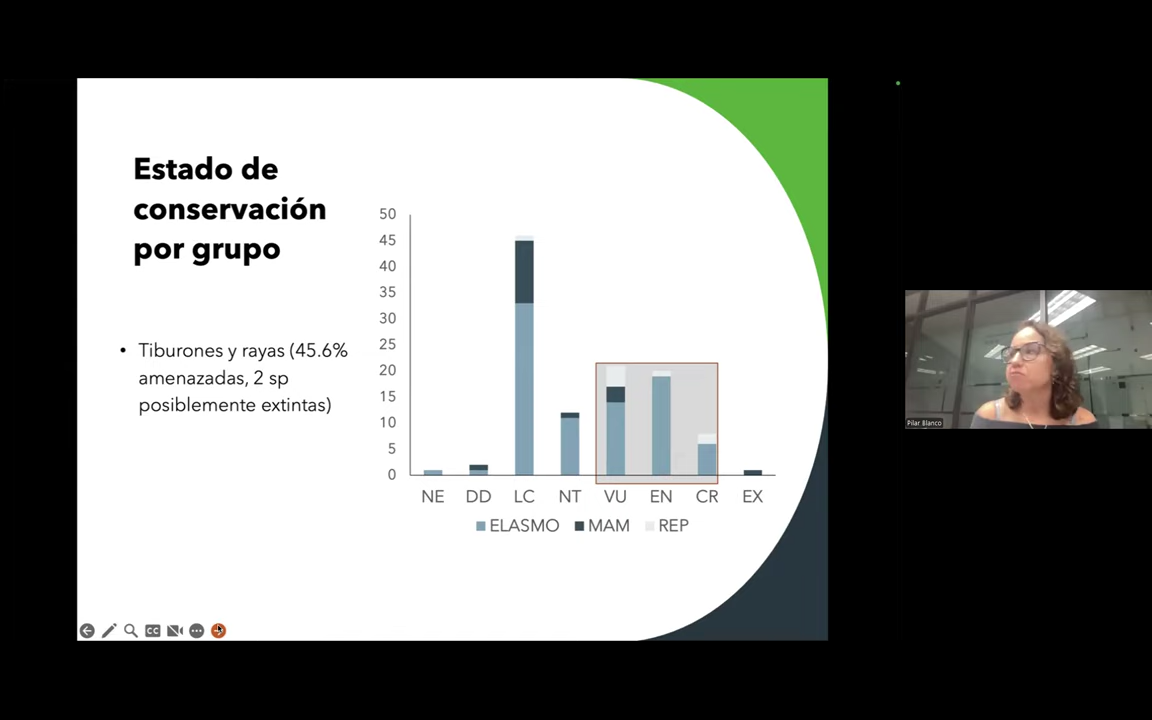 Estado de
conservación
por grupo
• Tiburones y rayas (45.6%
amenazadas, 2 sp
posiblemente extintas)
50
45
40
35
30
25
20
15
10
5
0
NE DD LC NT VU EN CR EX
ELASMO MAM REP
CC
Pilar Blanco